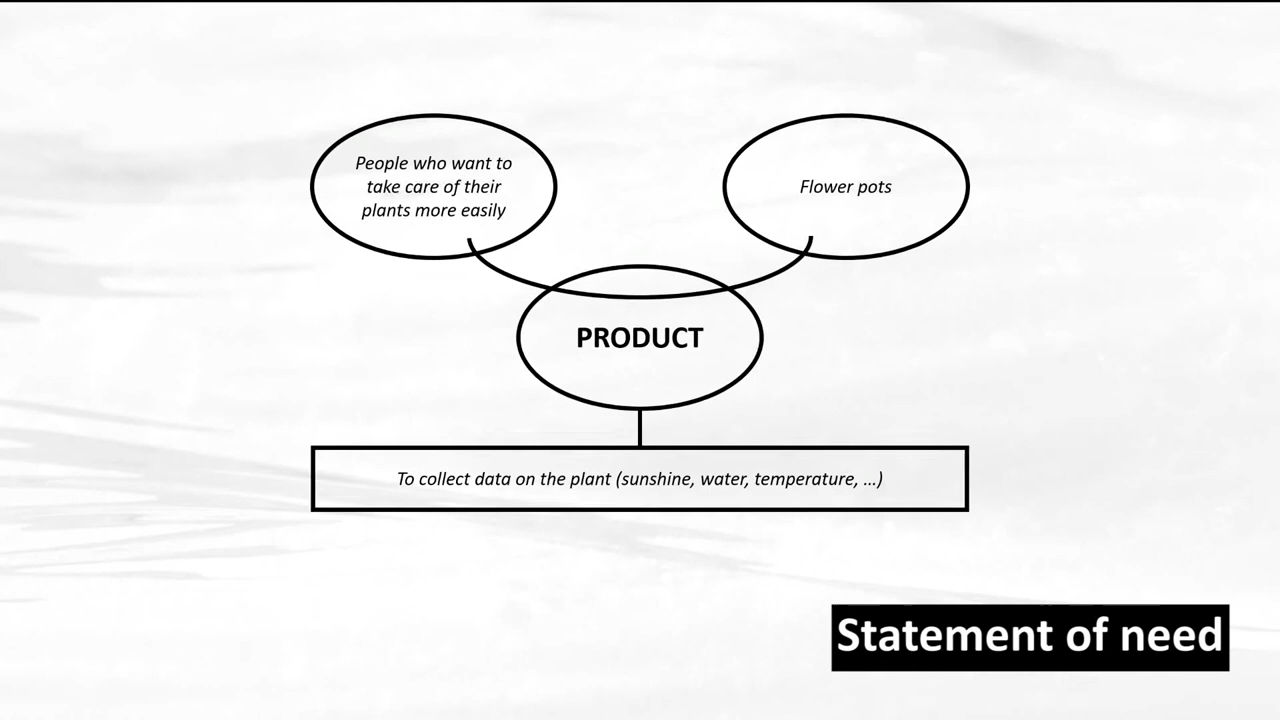 People who want to
take care of their
plants more easily
Flower pots
PRODUCT
To collect data on the plant (sunshine, water, temperature, ...)
Statement of need